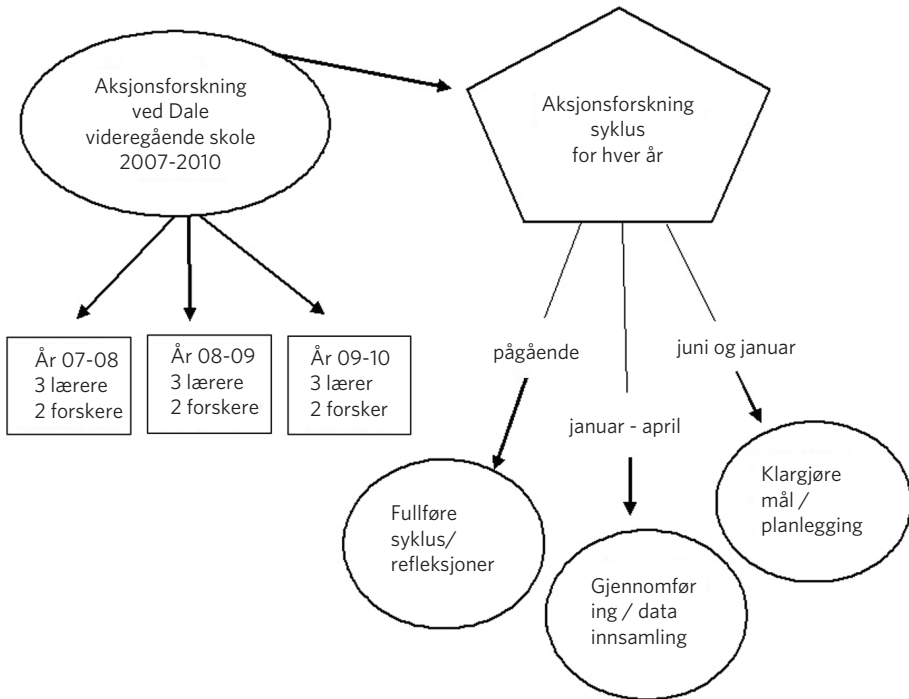 Aksjonsforskning
ved Dale
videregående skole
2007-2010
Aksjonsforskning
syklus
for hver år
År 07-08
3 lærere
2 forskere
År 08-09
3 lærere
2 forskere
År 09-10
3 lærer
2 forsker
pågående
januar - april
juni og januar
Fullføre
syklus/
refleksjoner
Gjennomfør
ing / data
innsamling
Klargjøre
mål /
planlegging